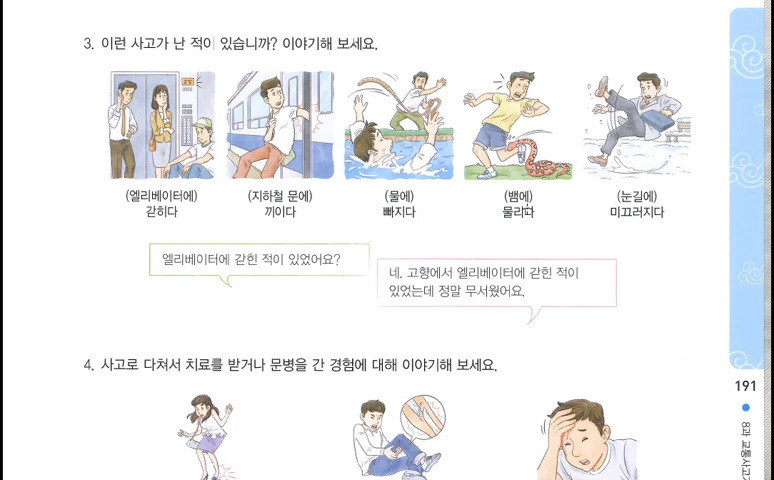 3. 이런 사고가 난 적이 있습니까? 이야기해 보세요.
(엘리베이터에)
갇히다
(지하철 문에)
끼이다
(물에)
빠지다
(뱀에)
물리다
(눈길에)
미끄러지다
엘리베이터에 갇힌 적이 있었어요?
네. 고향에서 엘리베이터에 갇힌 적이
있었는데 정말 무서웠어요.
4. 사고로 다쳐서 치료를 받거나 문병을 간 경험에 대해 이야기해 보세요.
191
8과 교통사고가